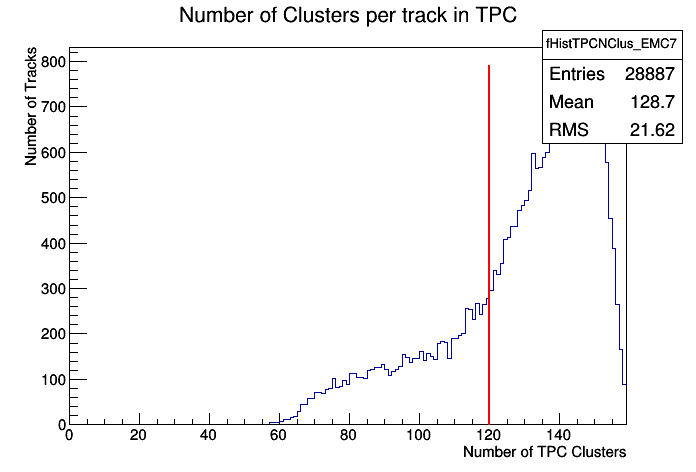 Number of Clusters per track in TPC
fHistTPCNClus_EMC7
Entries 28887
Mean 128.7
RMS 21.62
Number of Tracks
800
700
600
500
400
300
200
100
0
0 20 40 60 80 100 120 140
Number of TPC Clusters